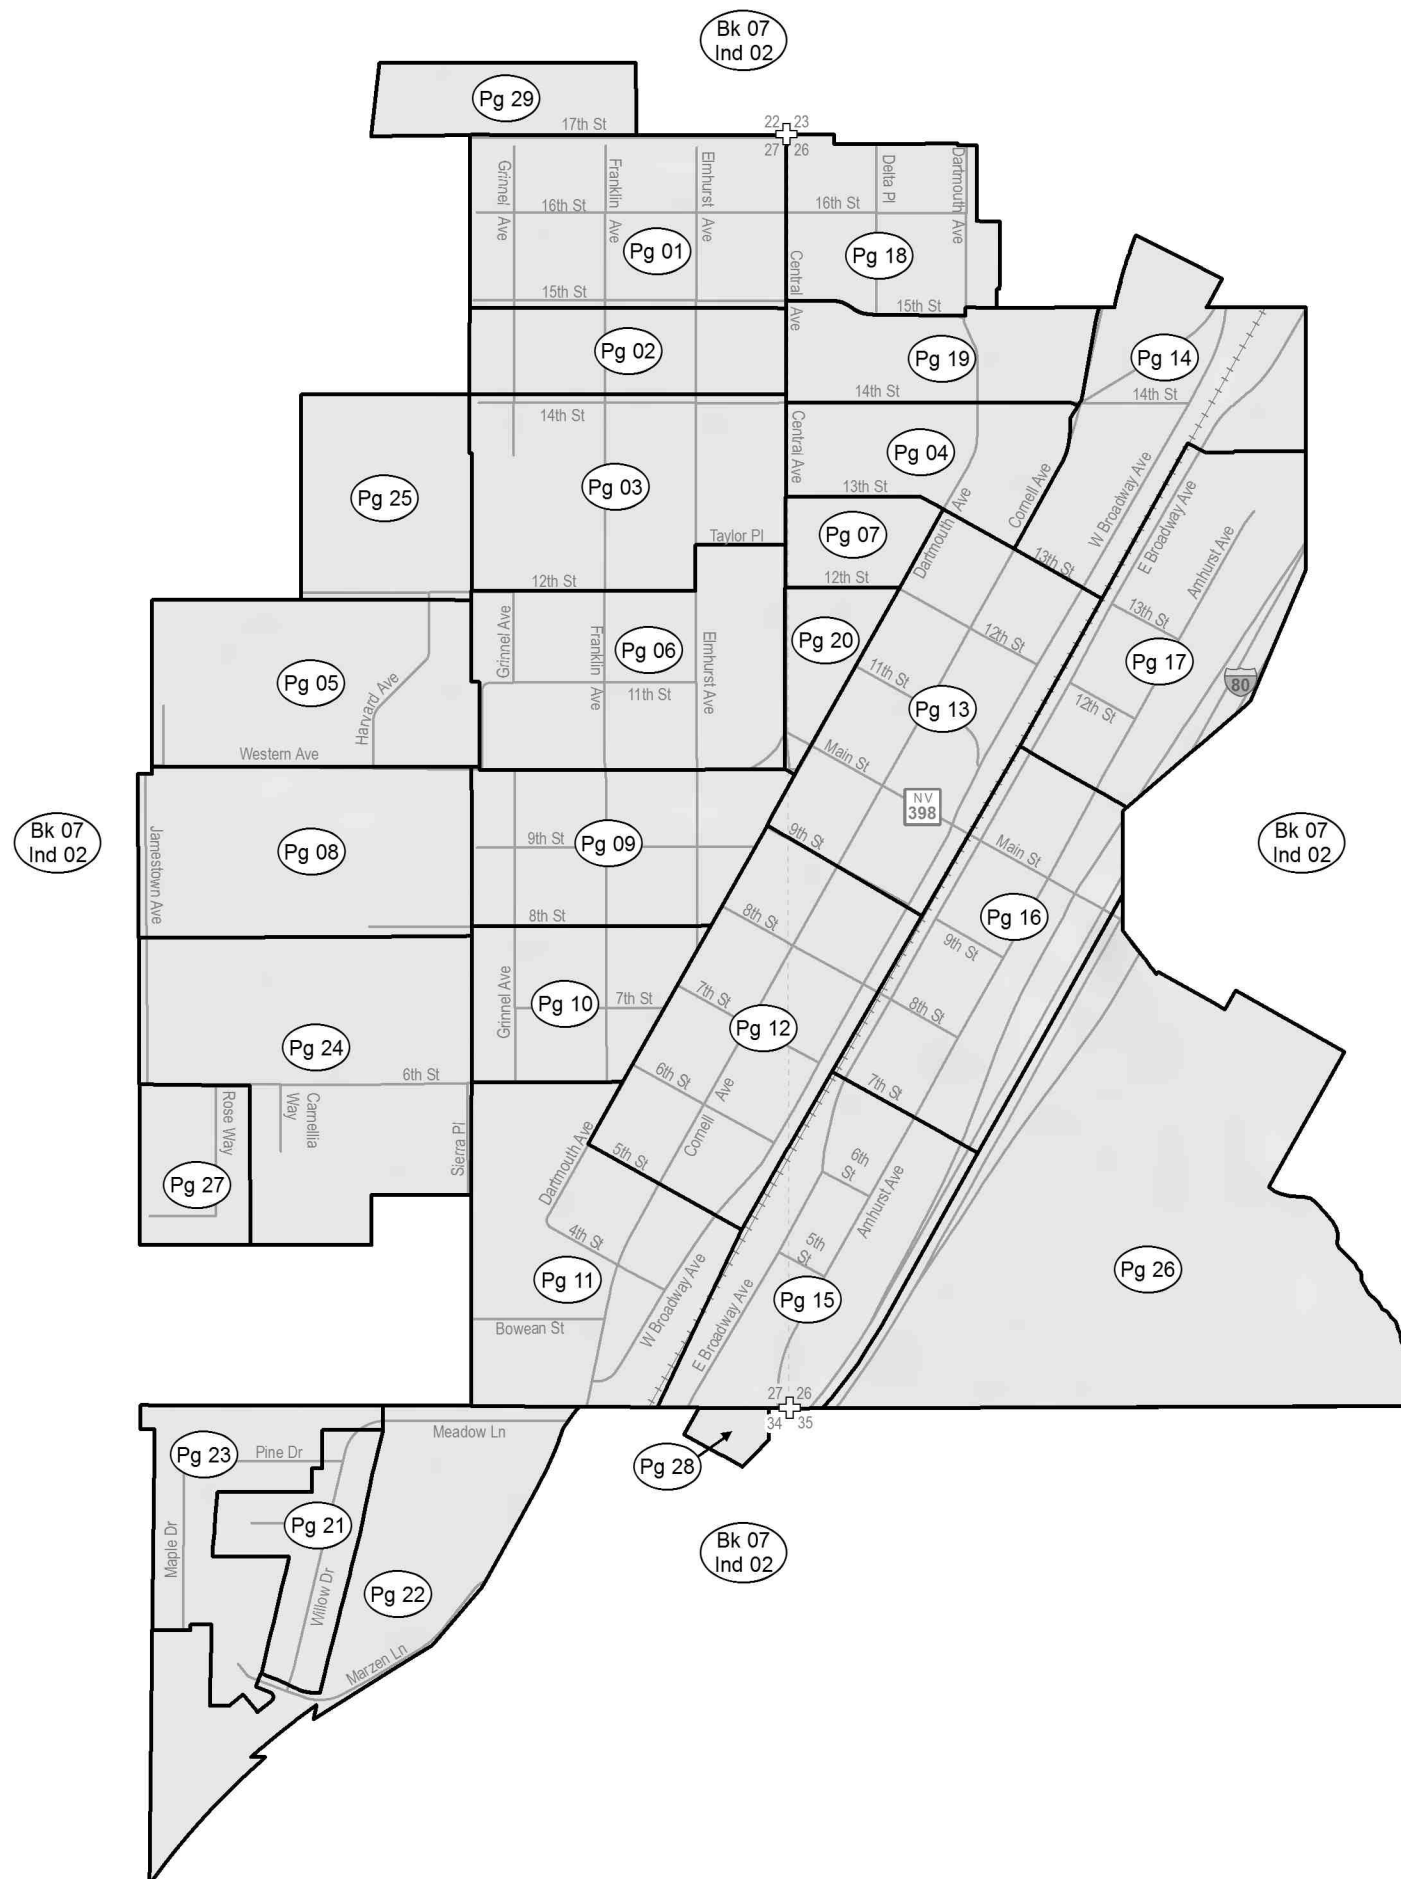 Bk 07
Ind 02
Pg 29
17th St
22 23
27 26
Grinnel Ave
Franklin Ave
Elmhurst Ave
Delta Pl
Dartmouth Ave
16th St
16th St
Pg 01
Pg 18
Central Ave
15th St
15th St
Pg 02
Pg 19
Pg 14
14th St
14th St
14th St
Central Ave
Pg 04
Cornell Ave
W Broadway Ave
E Broadway Ave
Pg 25
Pg 03
13th St
Dartmouth Ave
Amhurst Ave
Taylor Pl
Pg 07
13th St
12th St
12th St
13th St
Grinnel Ave
Franklin Ave
Elmhurst Ave
Pg 06
Pg 20
12th St
Pg 17
80
Pg 05
Harvard Ave
11th St
11th St
Pg 13
12th St
Western Ave
Main St
NV
398
Bk 07
Ind 02
Jamestown Ave
Pg 08
9th St
Pg 09
9th St
Main St
Bk 07
Ind 02
8th St
8th St
Pg 16
9th St
Grinnel Ave
Pg 10
7th St
7th St
Pg 12
8th St
Pg 24
6th St
6th St
Cornell Ave
7th St
Rose Way
Carnellia Way
Sierra Pl
Dartmouth Ave
5th St
6th St
Amhurst Ave
Pg 27
4th St
5th St
Pg 11
W Broadway Ave
E Broadway Ave
Pg 15
Pg 26
Bowean St
27 26
34 35
Meadow Ln
Pg 23
Pine Dr
Pg 28
Pg 21
Maple Dr
Willow Dr
Pg 22
Bk 07
Ind 02
Marzen Ln